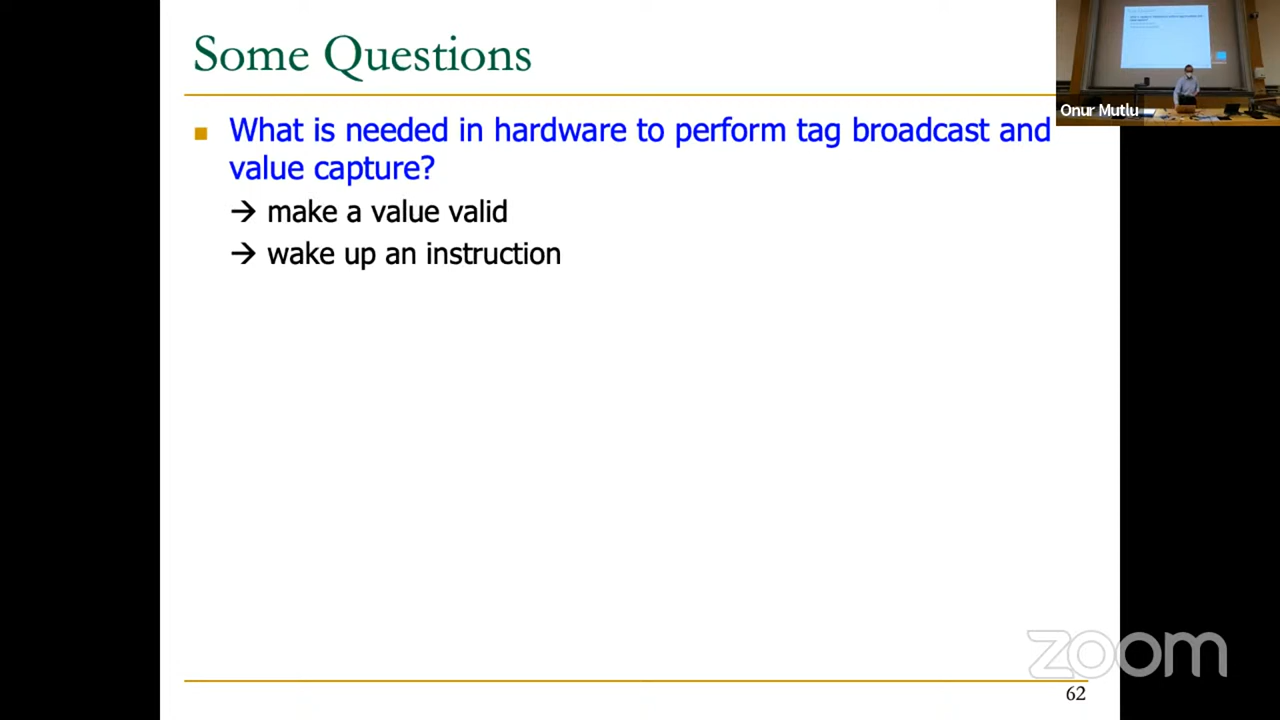 Some Questions
What is needed in hardware to perform tag broadcast and
value capture?
→ make a value valid
→ wake up an instruction
62
Onur Mutlu
zoom